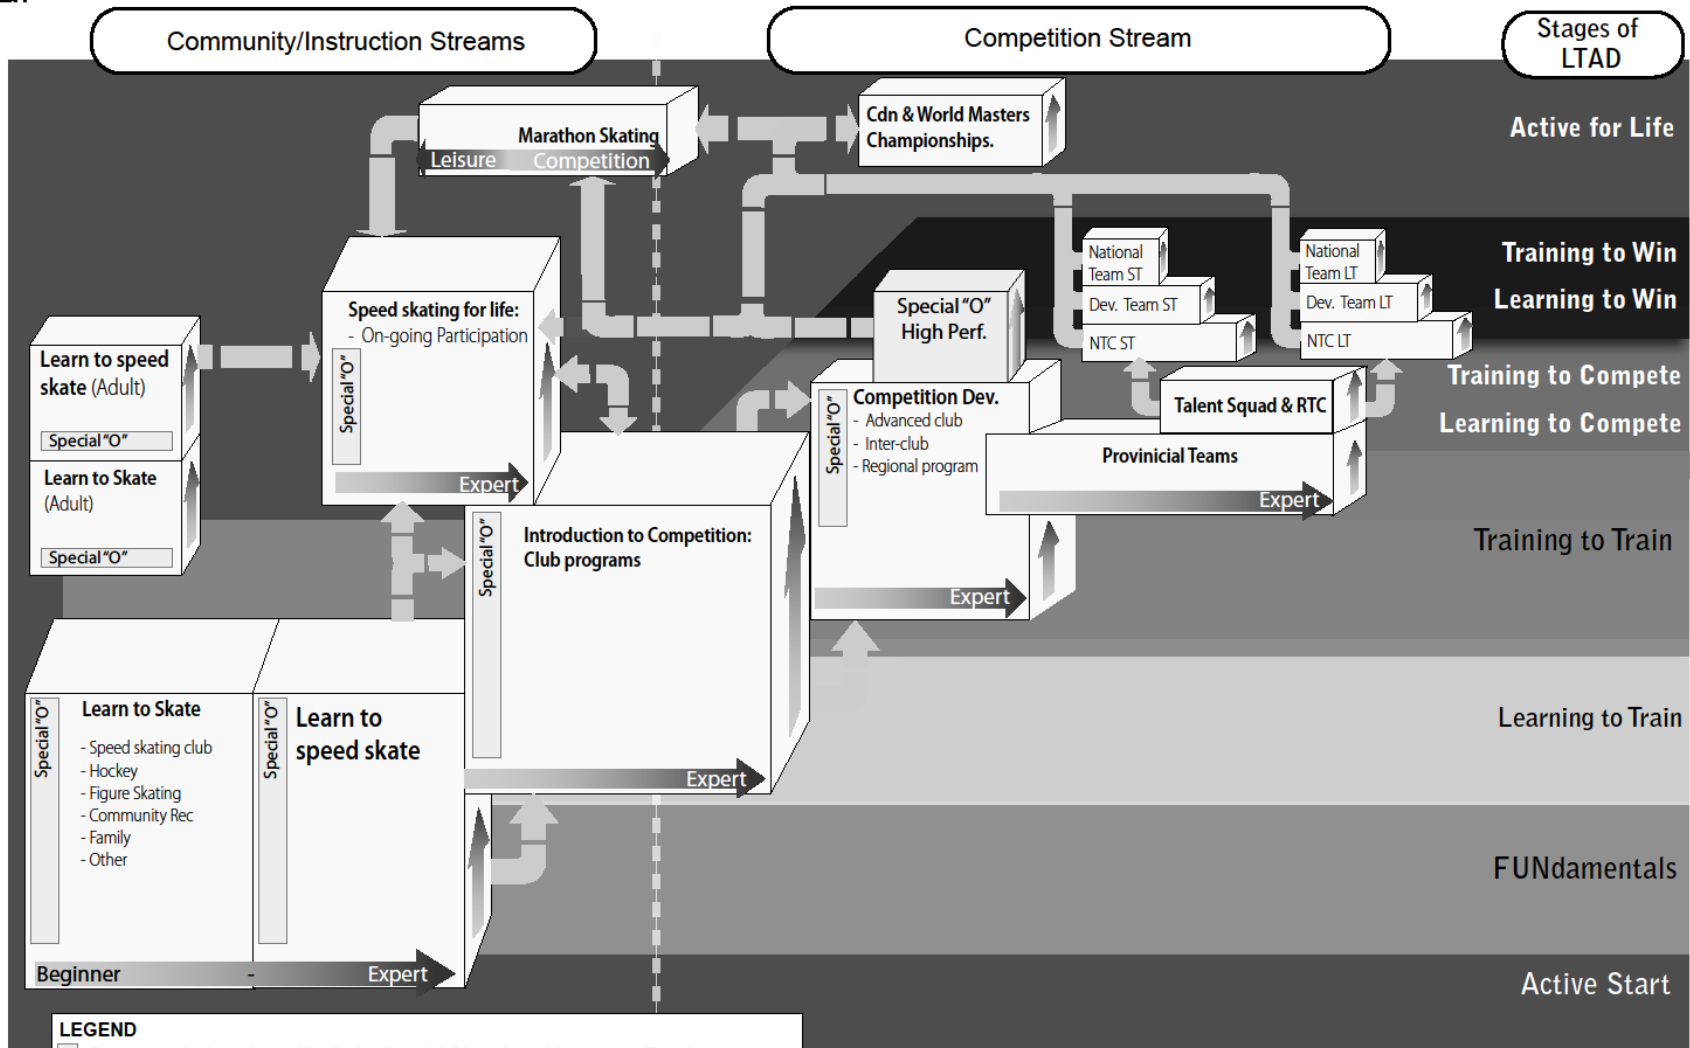 Community/Instruction Streams
Competition Stream
Stages of
LTAD
Marathon Skating
Leisure Competition
Cdn & World Masters
Championships.
Active for Life
Speed skating for life:
- On-going Participation
Special "O"
Expert
Learn to speed
skate (Adult)
Special "O"
Learn to Skate
(Adult)
Special "O"
Special "O"
High Perf.
National
Team ST
Dev. Team ST
NTC ST
National
Team LT
Dev. Team LT
NTC LT
Training to Win
Learning to Win
Competition Dev.
- Advanced club
- Inter-club
- Regional program
Special "O"
Expert
Talent Squad & RTC
Provinicial Teams
Expert
Training to Compete
Learning to Compete
Introduction to Competition:
Club programs
Special "O"
Expert
Training to Train
Learn to Skate
- Speed skating club
- Hockey
- Figure Skating
- Community Rec
- Family
- Other
Special "O"
Learn to
speed skate
Special "O"
Beginner - Expert
Learning to Train
FUNdamentals
Active Start
LEGEND